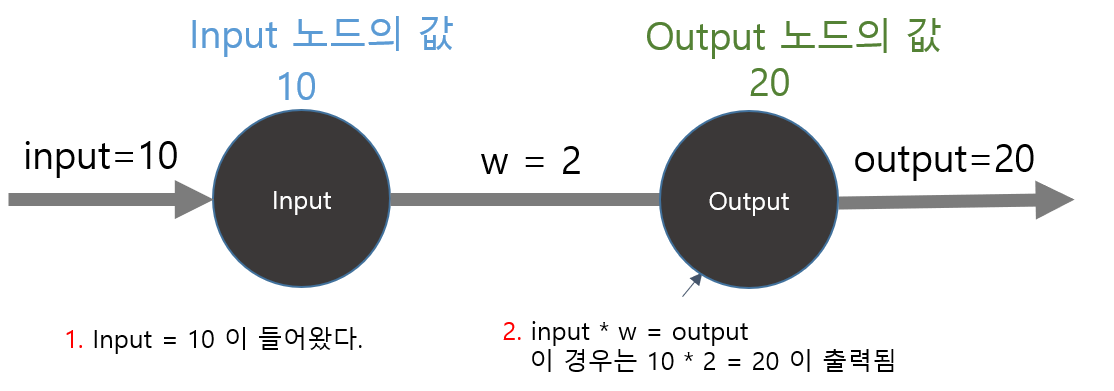 Input 노드의 값
10
Output 노드의 값
20
input=10
w = 2
output=20
Input
Output
1. Input = 10 이 들어왔다.
2. input * w = output
이 경우는 10 * 2 = 20 이 출력됨